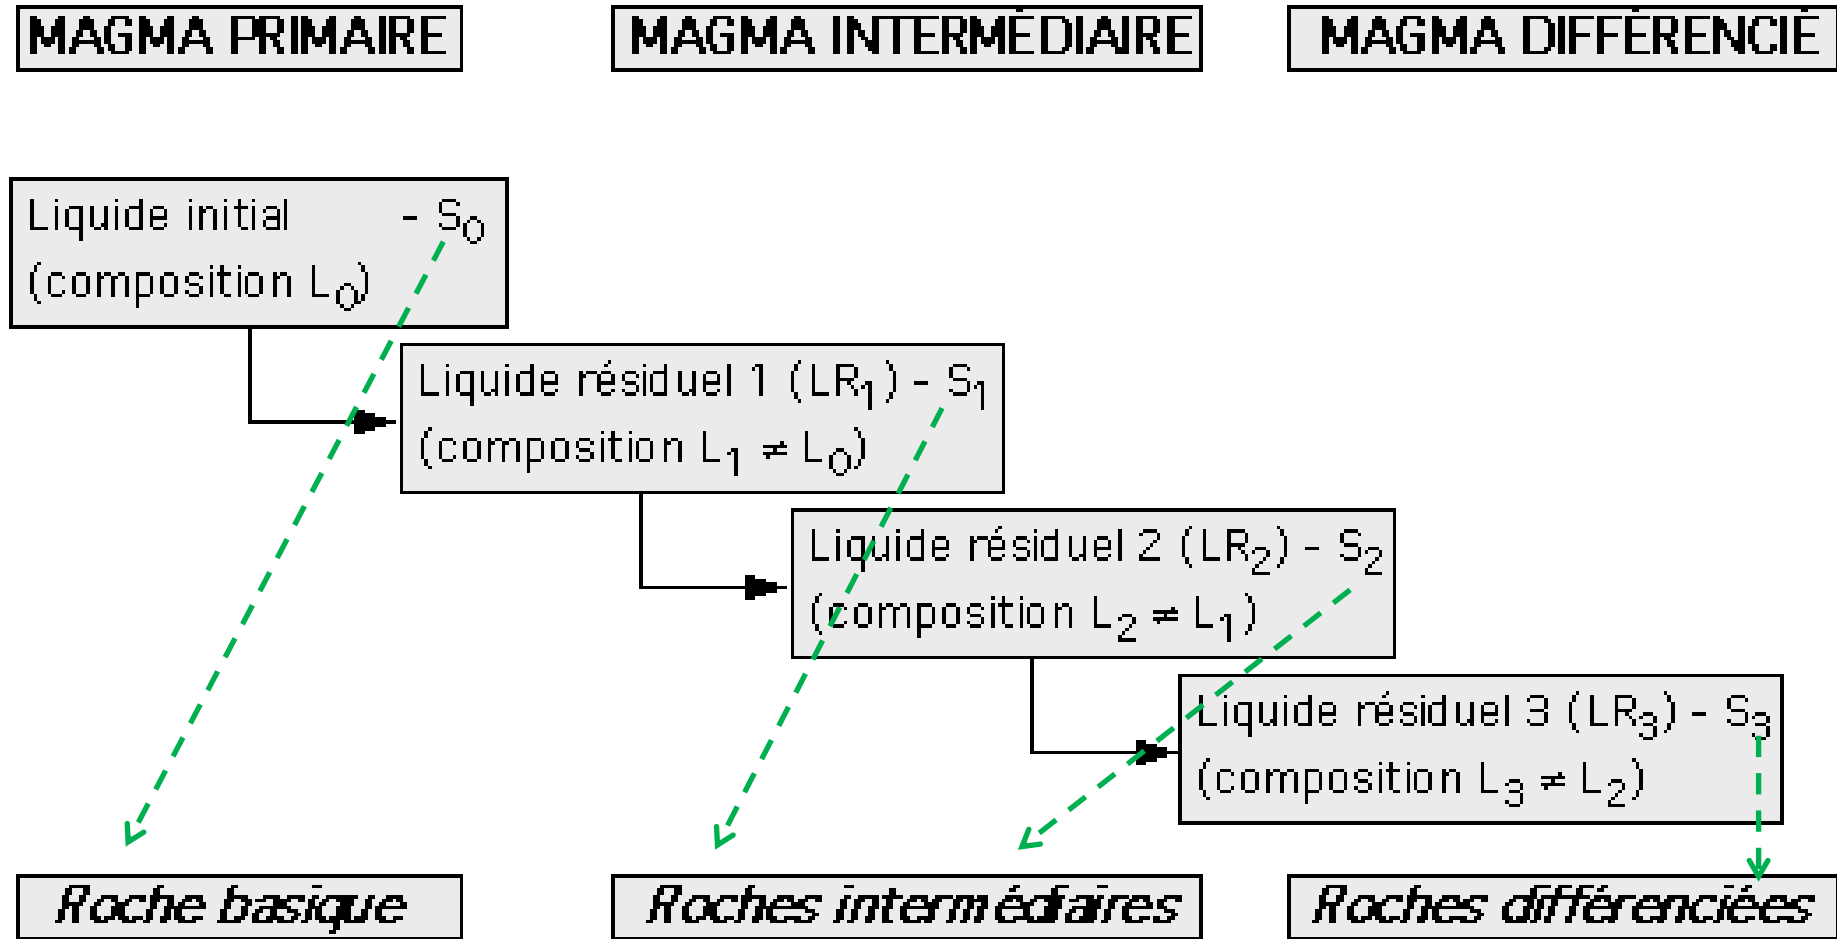 MAGMA PRIMAIRE
MAGMA INTERMÉDIAIRE
MAGMA DIFFÉRENCIÉ
Liquide initial - S₀
(composition L₀)
Liquide résiduel 1 (LR₁) - S₁
(composition L₁ ≠ L₀)
Liquide résiduel 2 (LR₂) - S₂
(composition L₂ ≠ L₁)
Liquide résiduel 3 (LR₃) - S₃
(composition L₃ ≠ L₂)
Roche basique
Roches intermédiaires
Roches différenciées